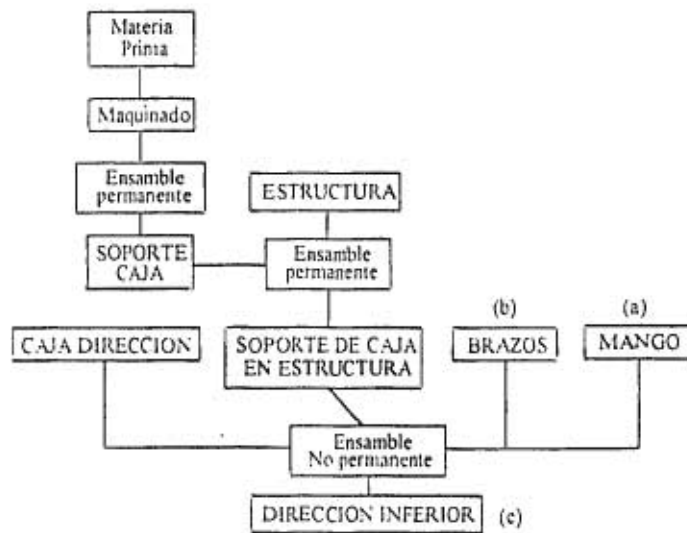 Materia
Prima
Maquinado
Ensamble
permanente
ESTRUCTURA
SOPORTE
CAJA
Ensamble
permanente
(b)
(a)
CAJA DIRECCION
SOPORTE DE CAJA
EN ESTRUCTURA
BRAZOS
MANGO
Ensamble
No permanente
DIRECCION INFERIOR
(c)